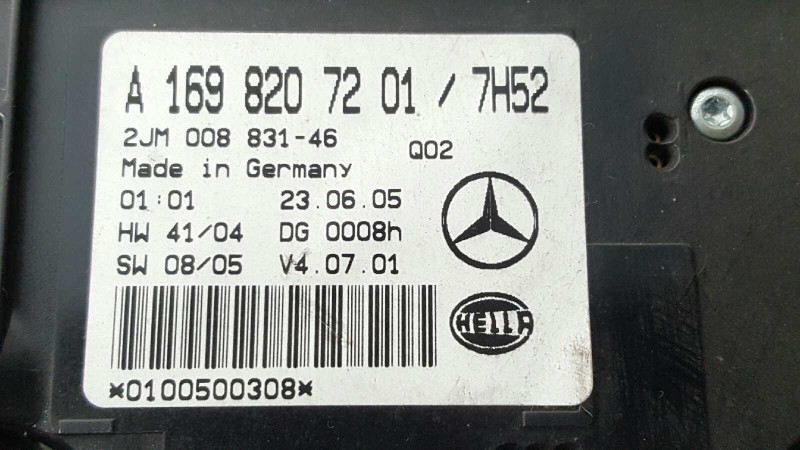 A 169 820 72 01 / 7H52
2JM 008 831-46
Q02
Made in Germany
01:01 23.06.05
HW 41/04 DG 0008h
SW 08/05 V4.07.01
HELLA
*0100500308*